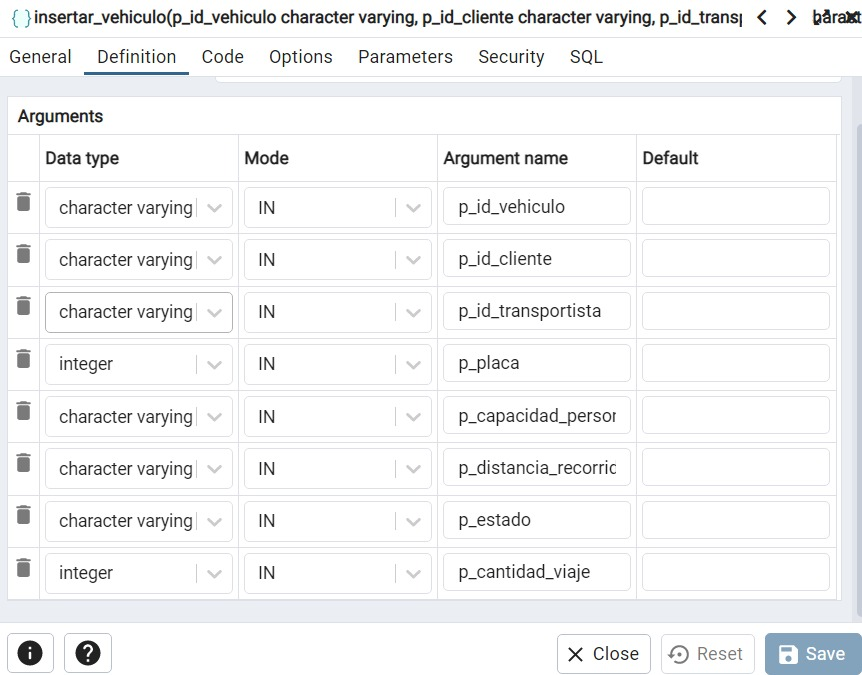 insertar_vehiculo(p_id_vehiculo character varying, p_id_cliente character varying, p_id_transp
General Definition Code Options Parameters Security SQL
Arguments
Data type Mode Argument name Default
character varying IN p_id_vehiculo
character varying IN p_id_cliente
character varying IN p_id_transportista
integer IN p_placa
character varying IN p_capacidad_person
character varying IN p_distancia_recorrid
character varying IN p_estado
integer IN p_cantidad_viaje
Close Reset Save